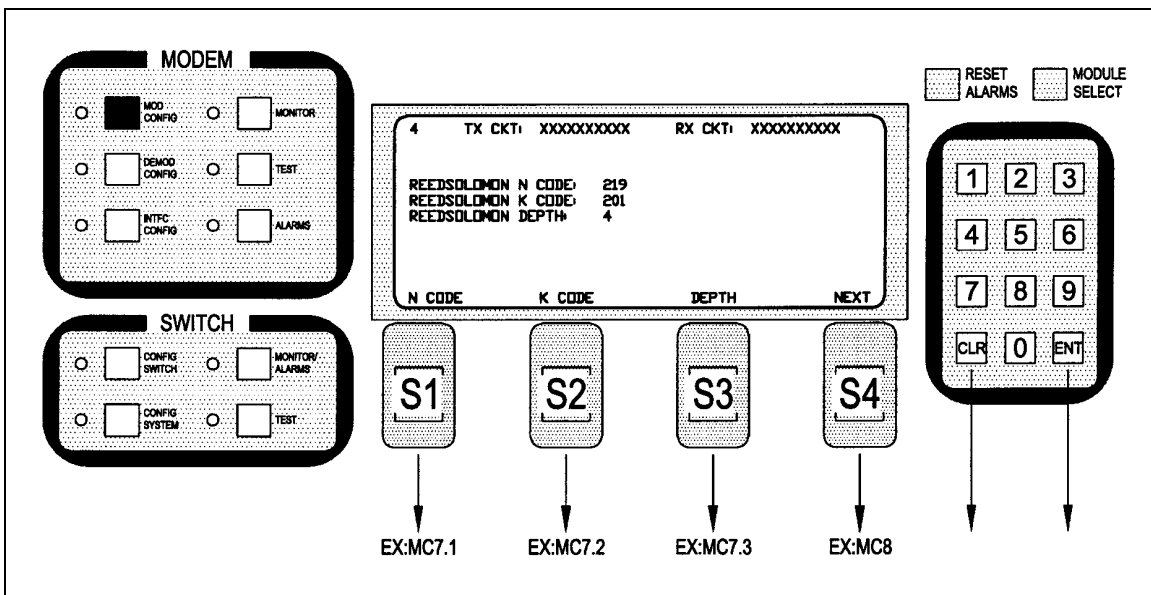 MODEM
MOD CONFIG
MONITOR
DEMOD CONFIG
TEST
INTFC CONFIG
ALARMS
SWITCH
CONFIG SWITCH
MONITOR/ ALARMS
CONFIG SYSTEM
TEST
4 TX CKT: XXXXXXXXXX RX CKT: XXXXXXXXXX
REEDSOLOMON N CODE: 219
REEDSOLOMON K CODE: 201
REEDSOLOMON DEPTH: 4
N CODE K CODE DEPTH NEXT
S1 S2 S3 S4
EX:MC7.1 EX:MC7.2 EX:MC7.3 EX:MC8
RESET ALARMS
MODULE SELECT
1 2 3
4 5 6
7 8 9
CLR 0 ENT